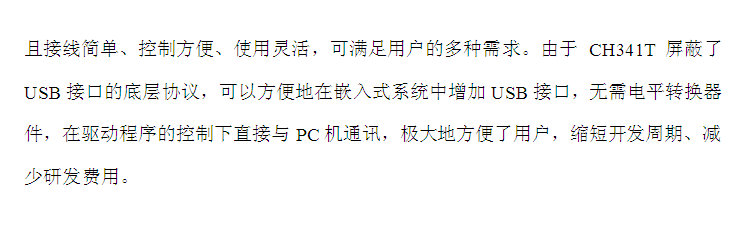 且接线简单、控制方便、使用灵活，可满足用户的多种需求。由于 CH341T 屏蔽了
USB 接口的底层协议，可以方便地在嵌入式系统中增加 USB 接口，无需电平转换器
件，在驱动程序的控制下直接与 PC 机通讯，极大地方便了用户，缩短开发周期、减
少研发费用。